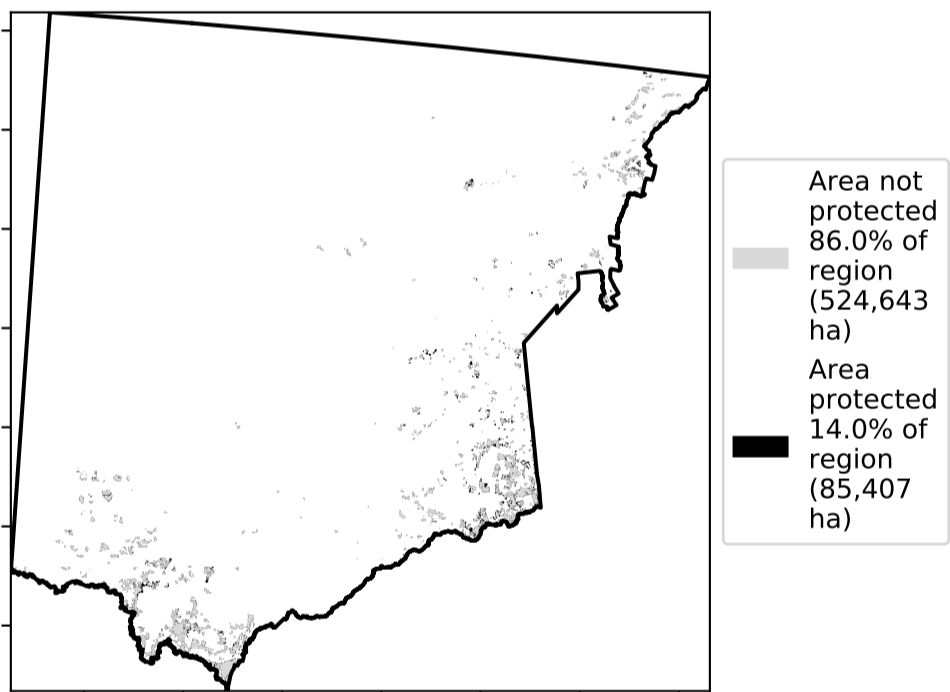 Area not
protected
86.0% of
region
(524,643
ha)
Area
protected
14.0% of
region
(85,407
ha)